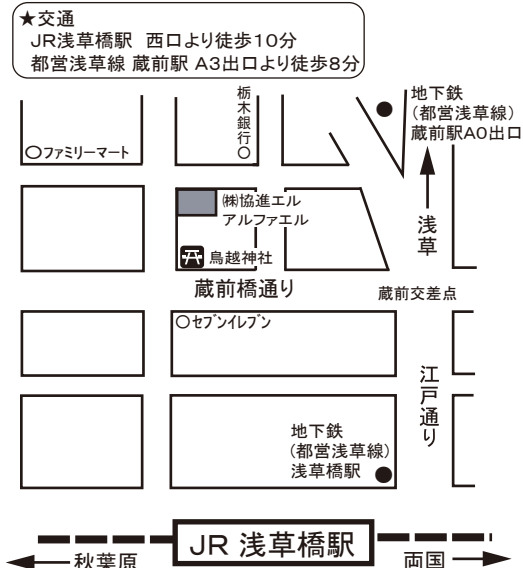 ★交通
JR浅草橋駅 西口より徒歩10分
都営浅草線 蔵前駅 A3出口より徒歩8分
栃木銀行
地下鉄
(都営浅草線)
蔵前駅A0出口
ファミリーマート
㈱協進エル
アルファエル
浅草
鳥越神社
蔵前橋通り
蔵前交差点
セブンイレブン
江戸通り
地下鉄
(都営浅草線)
浅草橋駅
JR 浅草橋駅
秋葉原
両国